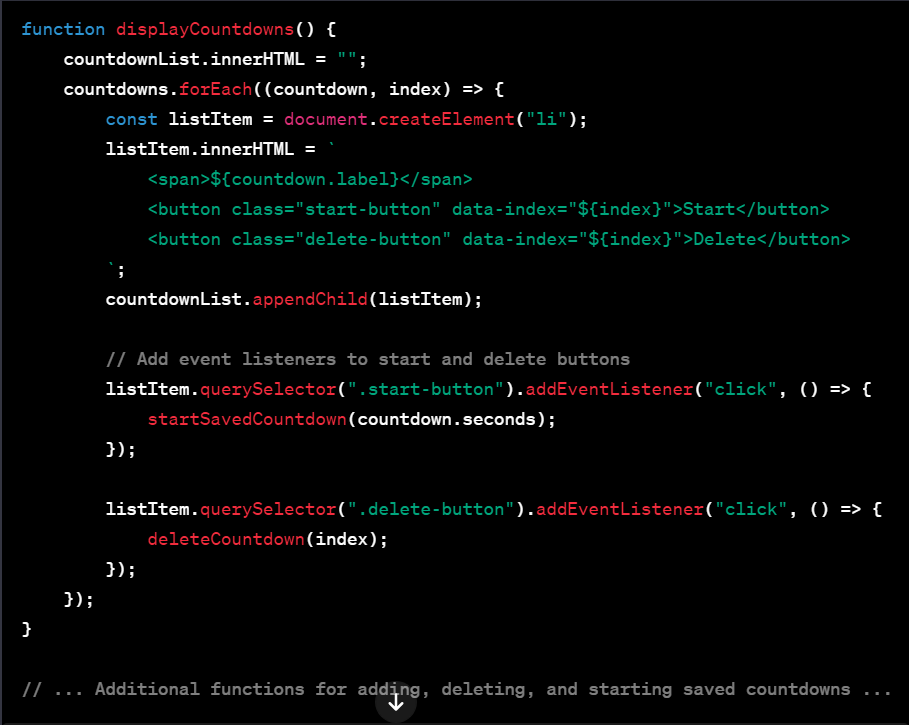 function displayCountdowns() {
    countdownList.innerHTML = "";
    countdowns.forEach((countdown, index) => {
        const listItem = document.createElement("li");
        listItem.innerHTML = `
            <span>${countdown.label}</span>
            <button class="start-button" data-index="${index}">Start</button>
            <button class="delete-button" data-index="${index}">Delete</button>
        `;
        countdownList.appendChild(listItem);

        // Add event listeners to start and delete buttons
        listItem.querySelector(".start-button").addEventListener("click", () => {
            startSavedCountdown(countdown.seconds);
        });

        listItem.querySelector(".delete-button").addEventListener("click", () => {
            deleteCountdown(index);
        });
    });
}

// ... Additional functions for adding, deleting, and starting saved countdowns ...